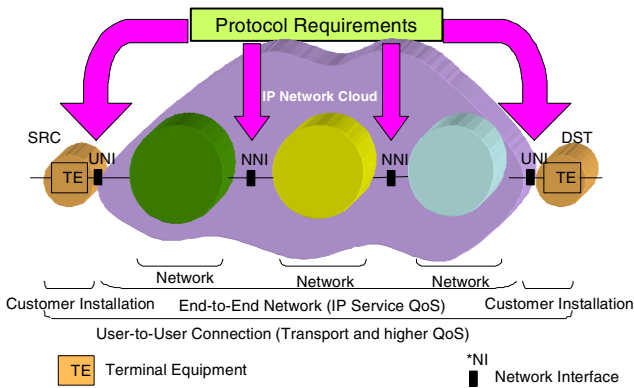 Protocol Requirements
IP Network Cloud
SRC
DST
UNI
NNI
NNI
UNI
TE
TE
Network
Network
Network
Customer Installation
End-to-End Network (IP Service QoS)
Customer Installation
User-to-User Connection (Transport and higher QoS)
TE
Terminal Equipment
*NI
Network Interface